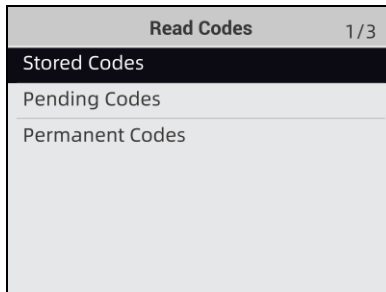 Read Codes 1/3
Stored Codes
Pending Codes
Permanent Codes